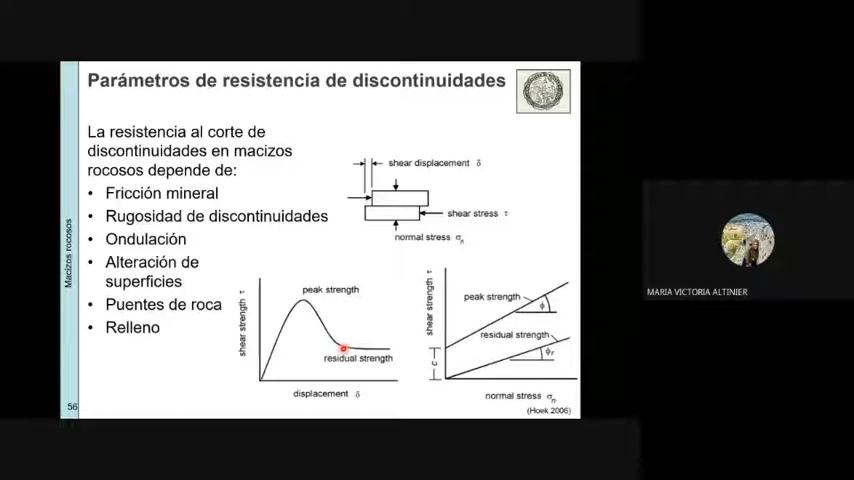 Parámetros de resistencia de discontinuidades
La resistencia al corte de
discontinuidades en macizos
rocosos depende de:
• Fricción mineral
• Rugosidad de discontinuidades
• Ondulación
• Alteración de
superficies
• Puentes de roca
• Relleno
Macizos rocosos
56
shear displacement δ
shear stress τ
normal stress σn
shear strength τ
peak strength
residual strength
displacement δ
shear strength τ
peak strength
ϕ
residual strength
ϕr
c
normal stress σn
(Hoek 2006)
MARIA VICTORIA ALTINIER